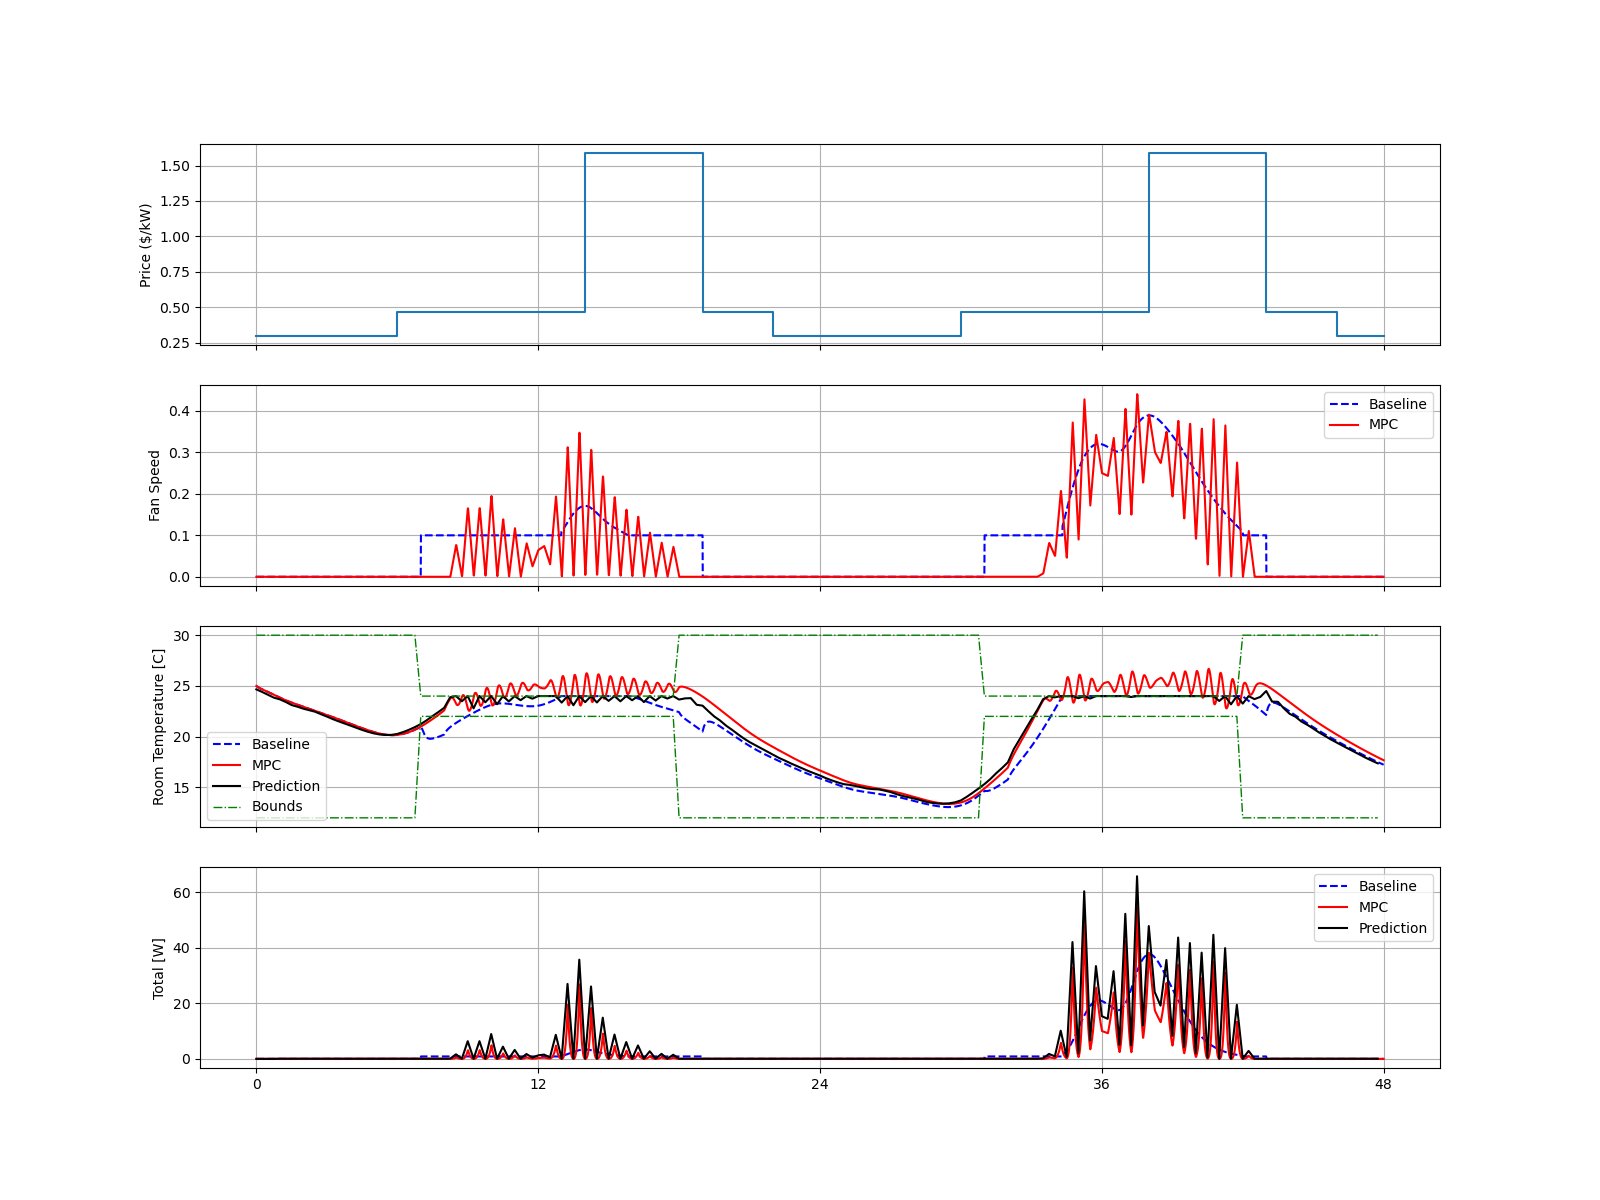 Price ($/kW)
1.50
1.25
1.00
0.75
0.50
0.25
Fan Speed
0.4
0.3
0.2
0.1
0.0
Baseline
MPC
Room Temperature [C]
30
25
20
15
Baseline
MPC
Prediction
Bounds
Total [W]
60
40
20
0
Baseline
MPC
Prediction
0
12
24
36
48